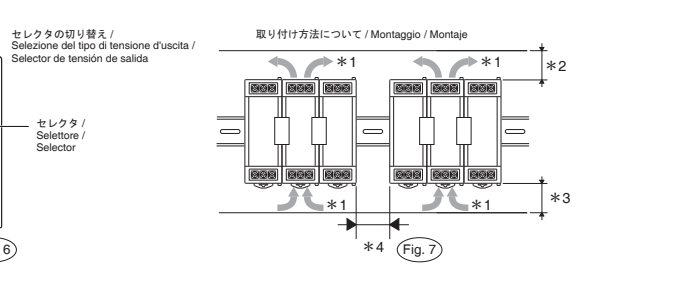 セレクタの切り替え /
Selezione del tipo di tensione d'uscita /
Selector de tensión de salida
セレクタ /
Selettore /
Selector
6
取り付け方法について / Montaggio / Montaje
*1
*1
*2
*1
*1
*3
*4
Fig. 7